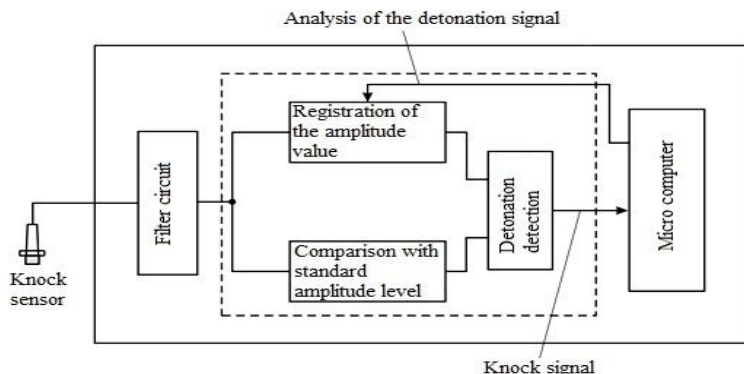 Analysis of the detonation signal
Registration of
the amplitude
value
Filter circuit
Detonation
detection
Micro computer
Comparison with
standard
amplitude level
Knock
sensor
Knock signal